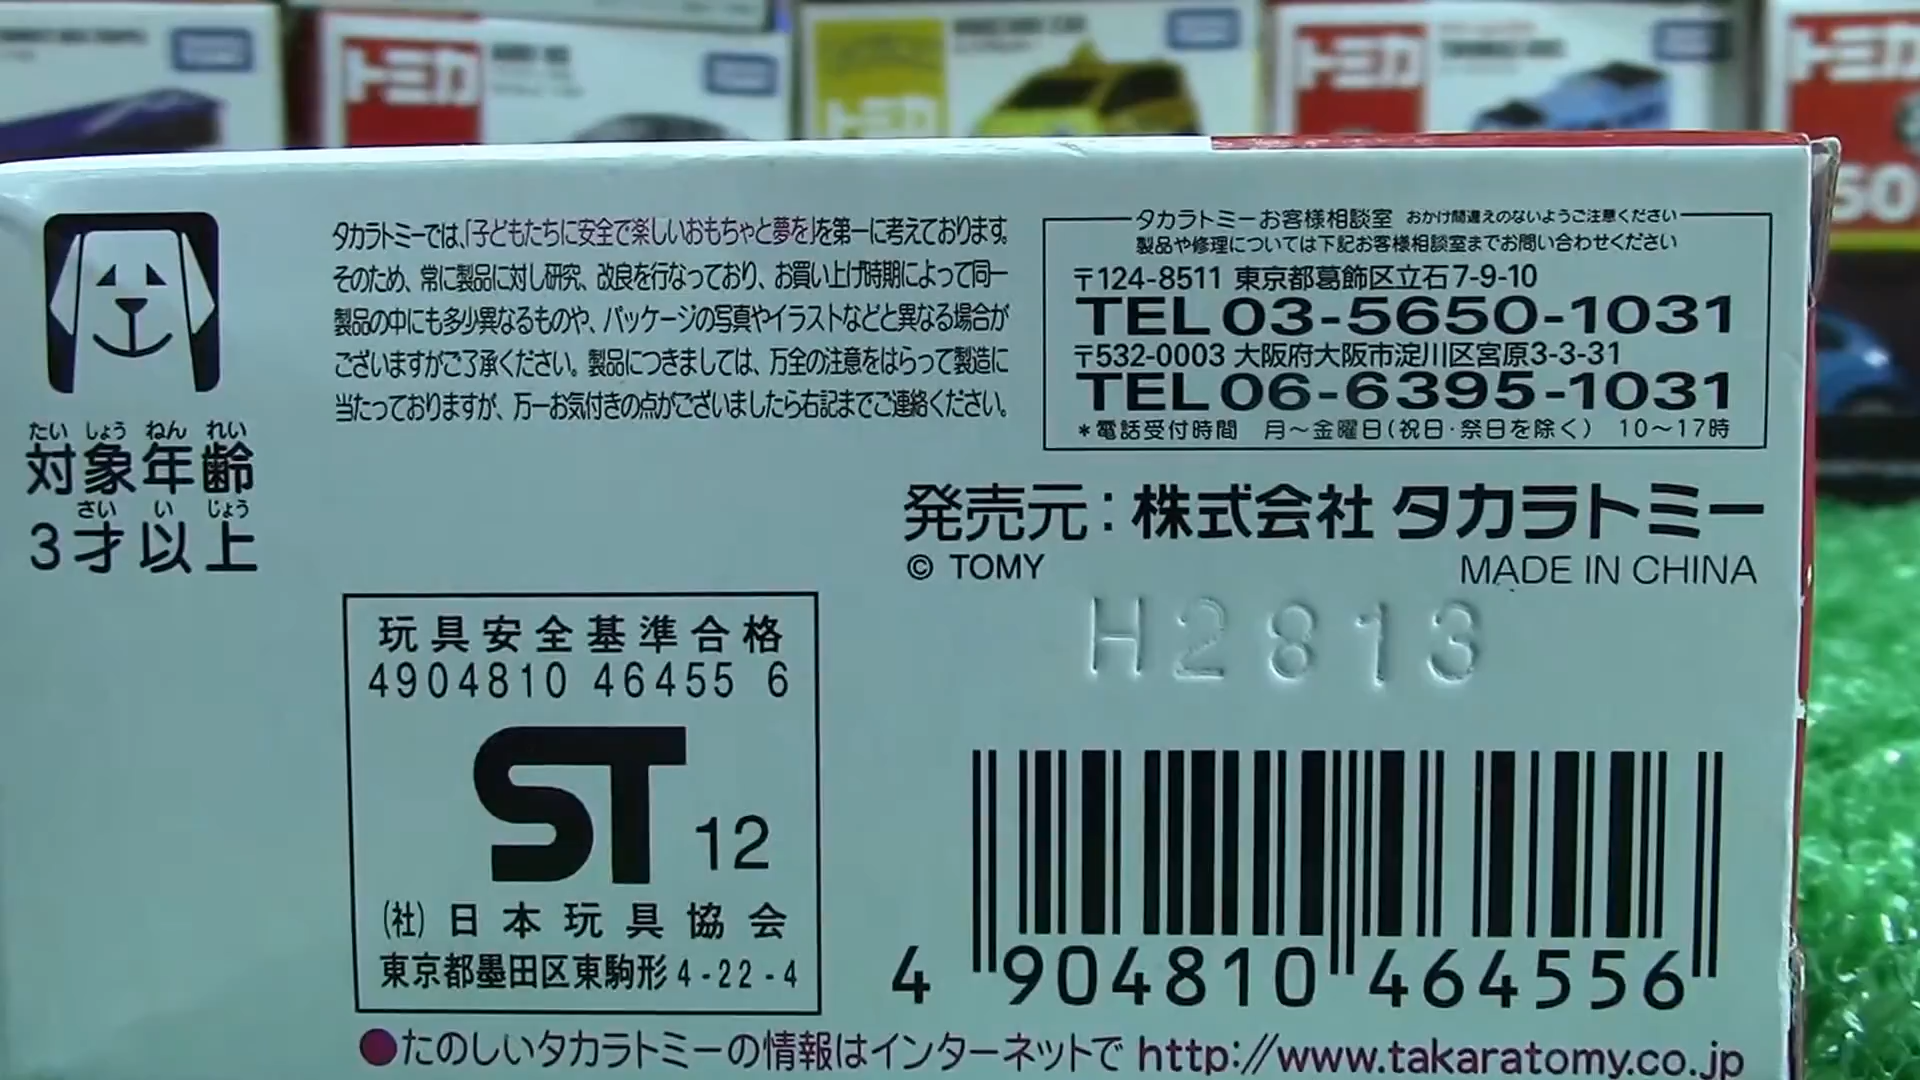 トミカ
トミカ
トミカ
トミカ
50
タカラトミーでは、「子どもたちに安全で楽しいおもちゃと夢を」を第一に考えております。
そのため、常に製品に対し研究、改良を行なっており、お買い上げ時期によって同一
製品の中にも多少異なるものや、パッケージの写真やイラストなどと異なる場合が
ございますがご了承ください。製品につきましては、万全の注意をはらって製造に
当たっておりますが、万一お気付きの点がございましたら右記までご連絡ください。
タカラトミーお客様相談室 おかけ間違えのないようご注意ください
製品や修理については下記お客様相談室までお問い合わせください
〒124-8511 東京都葛飾区立石7-9-10
TEL03-5650-1031
〒532-0003 大阪府大阪市淀川区宮原3-3-31
TEL06-6395-1031
*電話受付時間 月~金曜日(祝日・祭日を除く) 10~17時
たい しょう ねん れい
対象年齢
さい い じょう
3才以上
発売元:株式会社 タカラトミー
© TOMY
MADE IN CHINA
H2813
玩具安全基準合格
4904810 46455 6
ST 12
(社)日本玩具協会
東京都墨田区東駒形4-22-4
4 904810 464556
●たのしいタカラトミーの情報はインターネットで http://www.takaratomy.co.jp